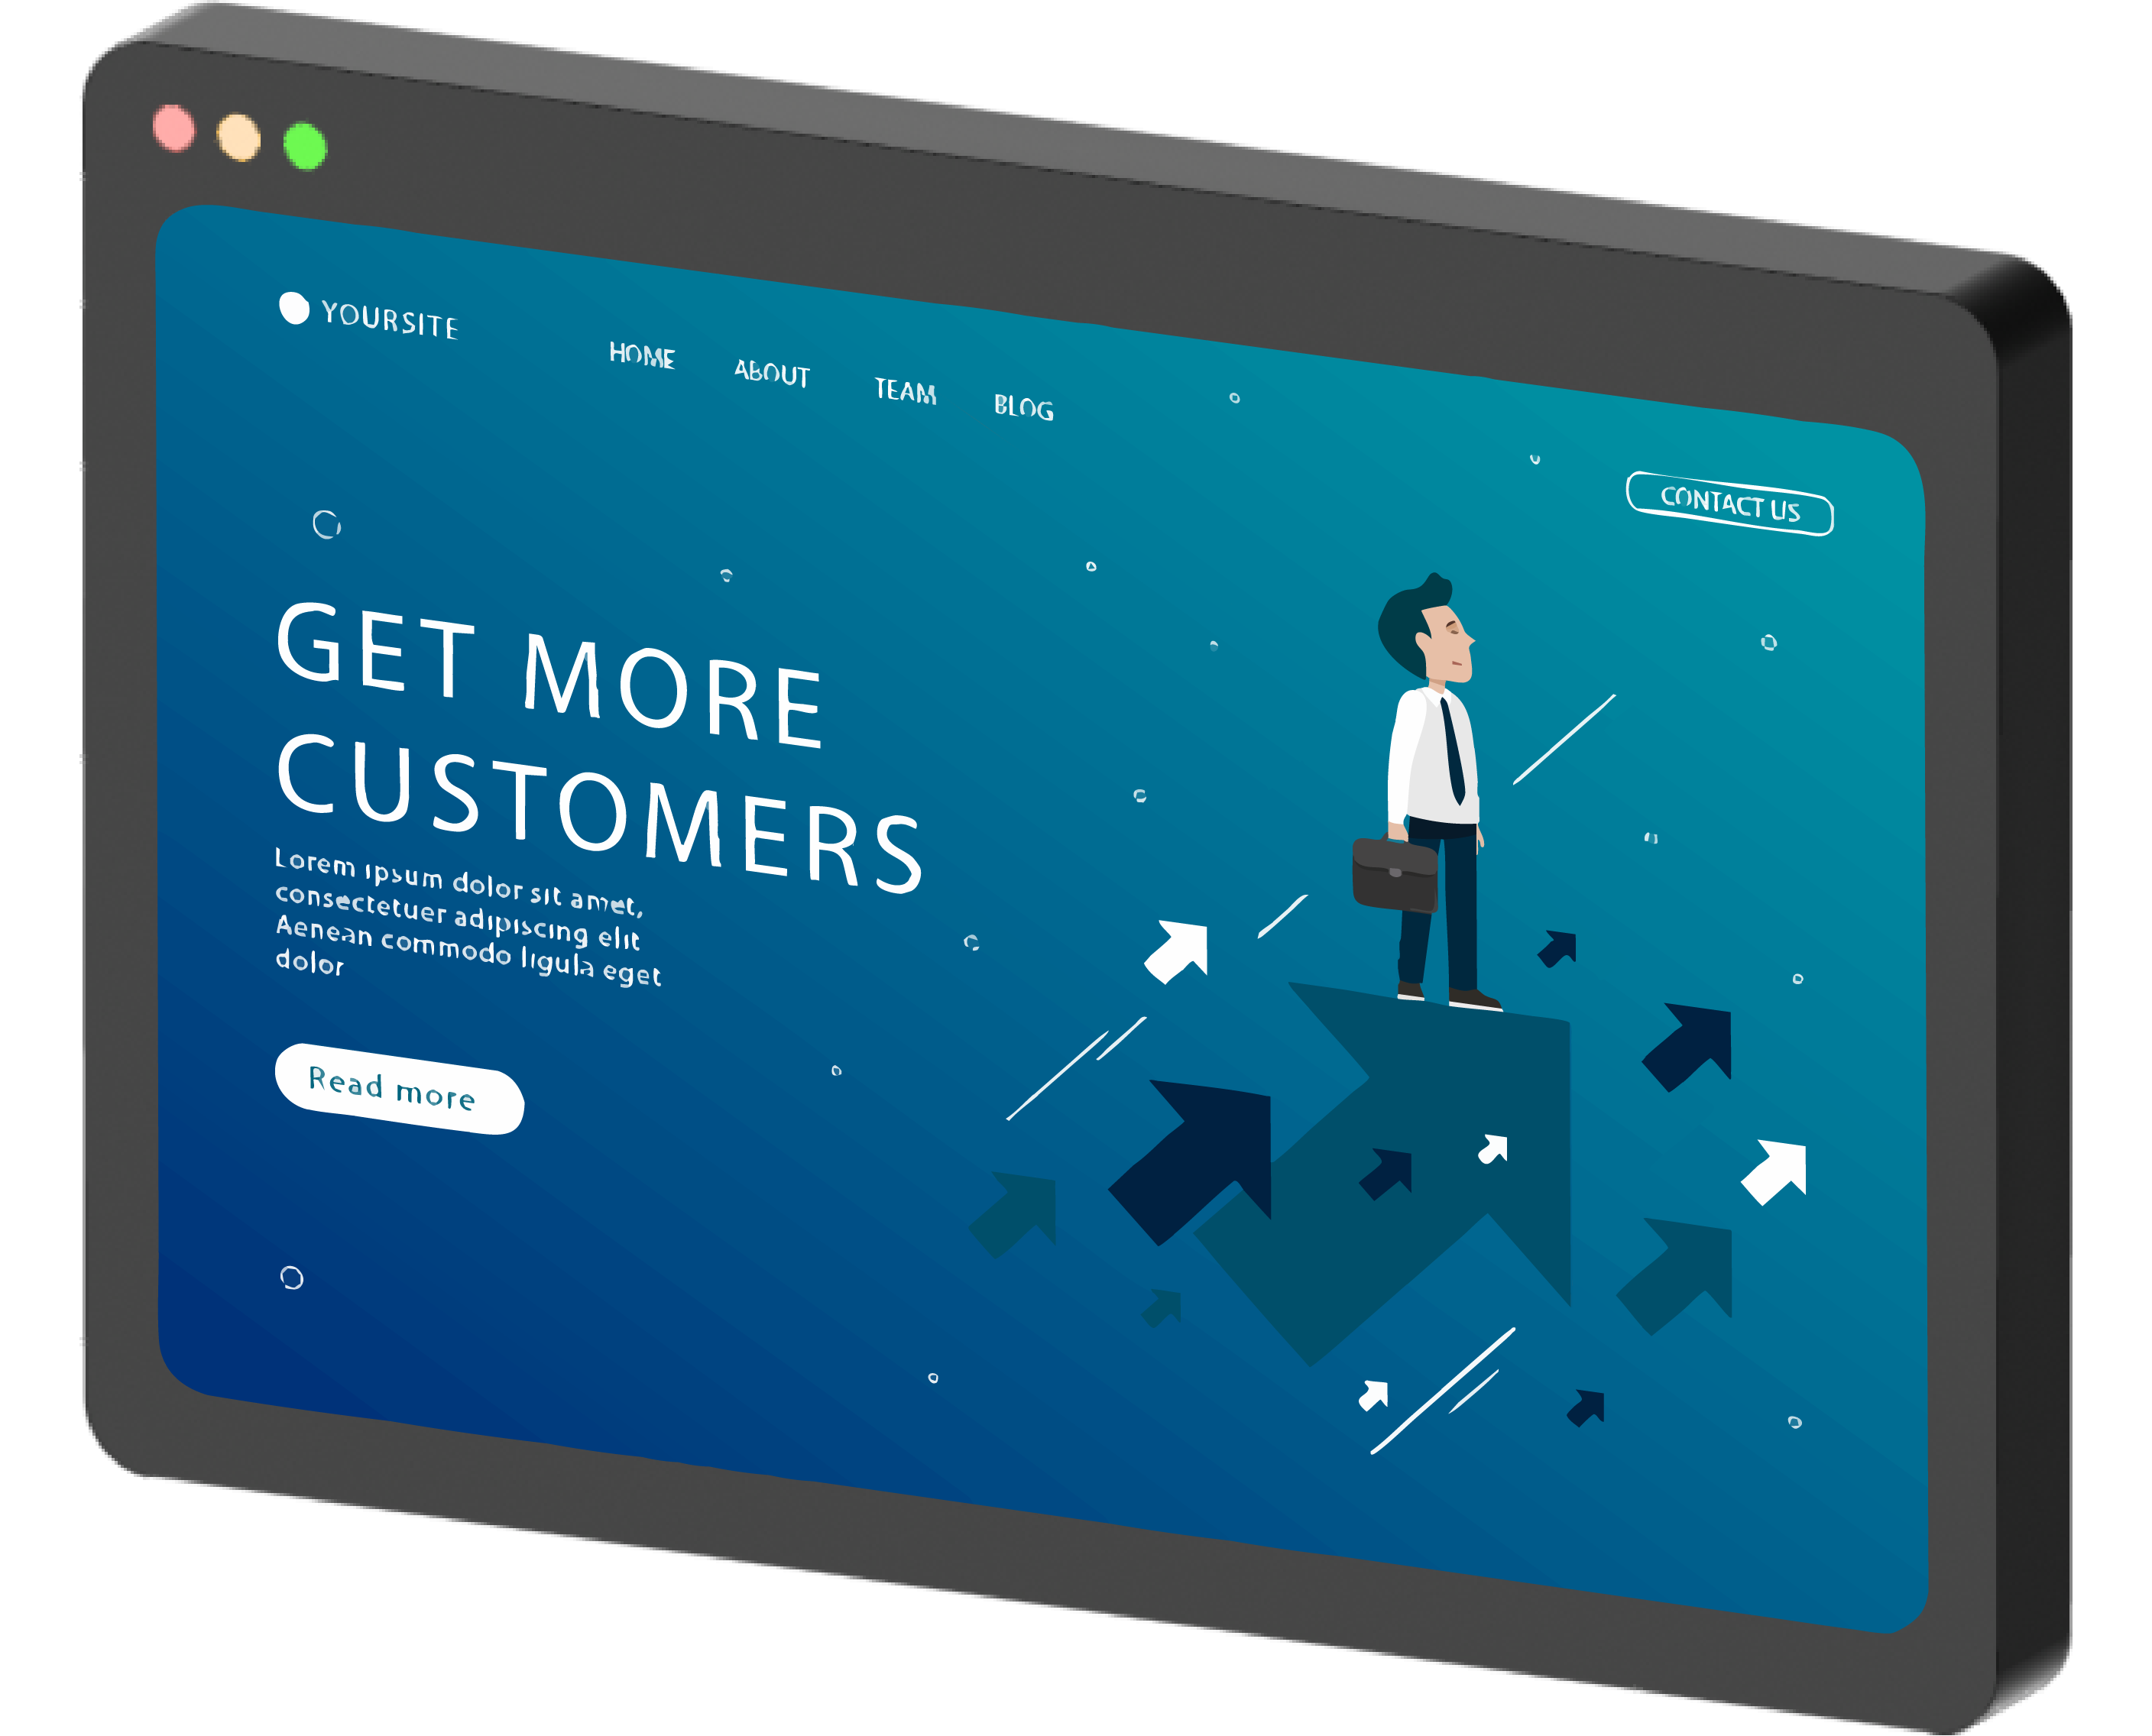 YOURSITE
HOME ABOUT TEAM BLOG
CONTACT US
GET MORE
CUSTOMERS
Lorem ipsum dolor sit amet,
consectetuer adipiscing elit
Aenean commodo ligula eget
dolor
Read more